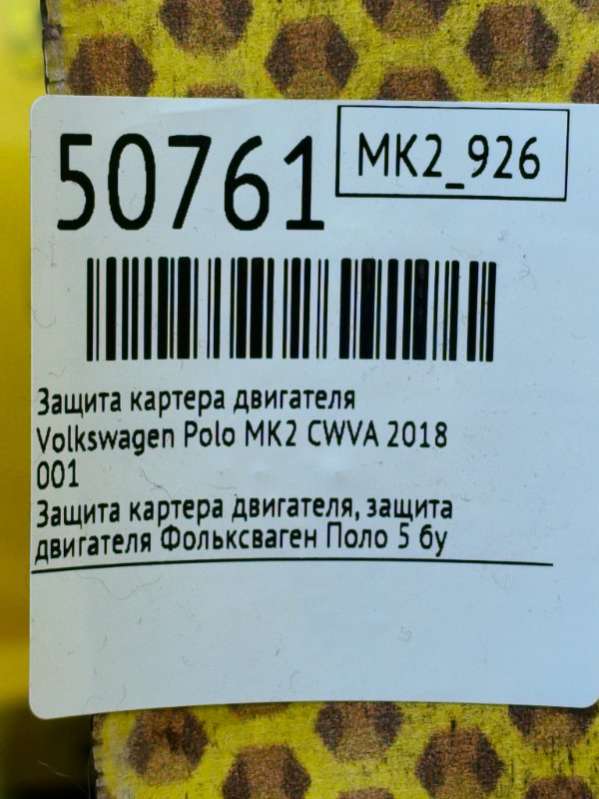 50761
MK2_926
Защита картера двигателя
Volkswagen Polo MK2 CWVA 2018
001
Защита картера двигателя, защита
двигателя Фольксваген Поло 5 бу